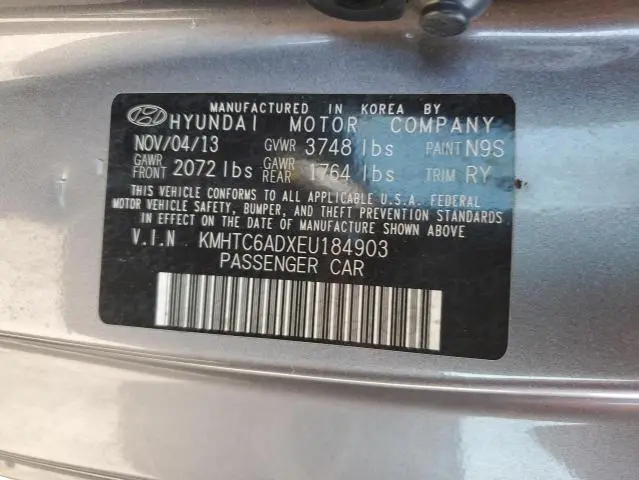 MANUFACTURED IN KOREA BY
HYUNDAI MOTOR COMPANY
NOV/04/13 GVWR 3748 lbs PAINT N9S
GAWR FRONT 2072 lbs GAWR REAR 1764 lbs TRIM RY
THIS VEHICLE CONFORMS TO ALL APPLICABLE U.S.A. FEDERAL
MOTOR VEHICLE SAFETY, BUMPER, AND THEFT PREVENTION STANDARDS
IN EFFECT ON THE DATE OF MANUFACTURE SHOWN ABOVE.
V.I.N KMHTC6ADXEU184903
PASSENGER CAR